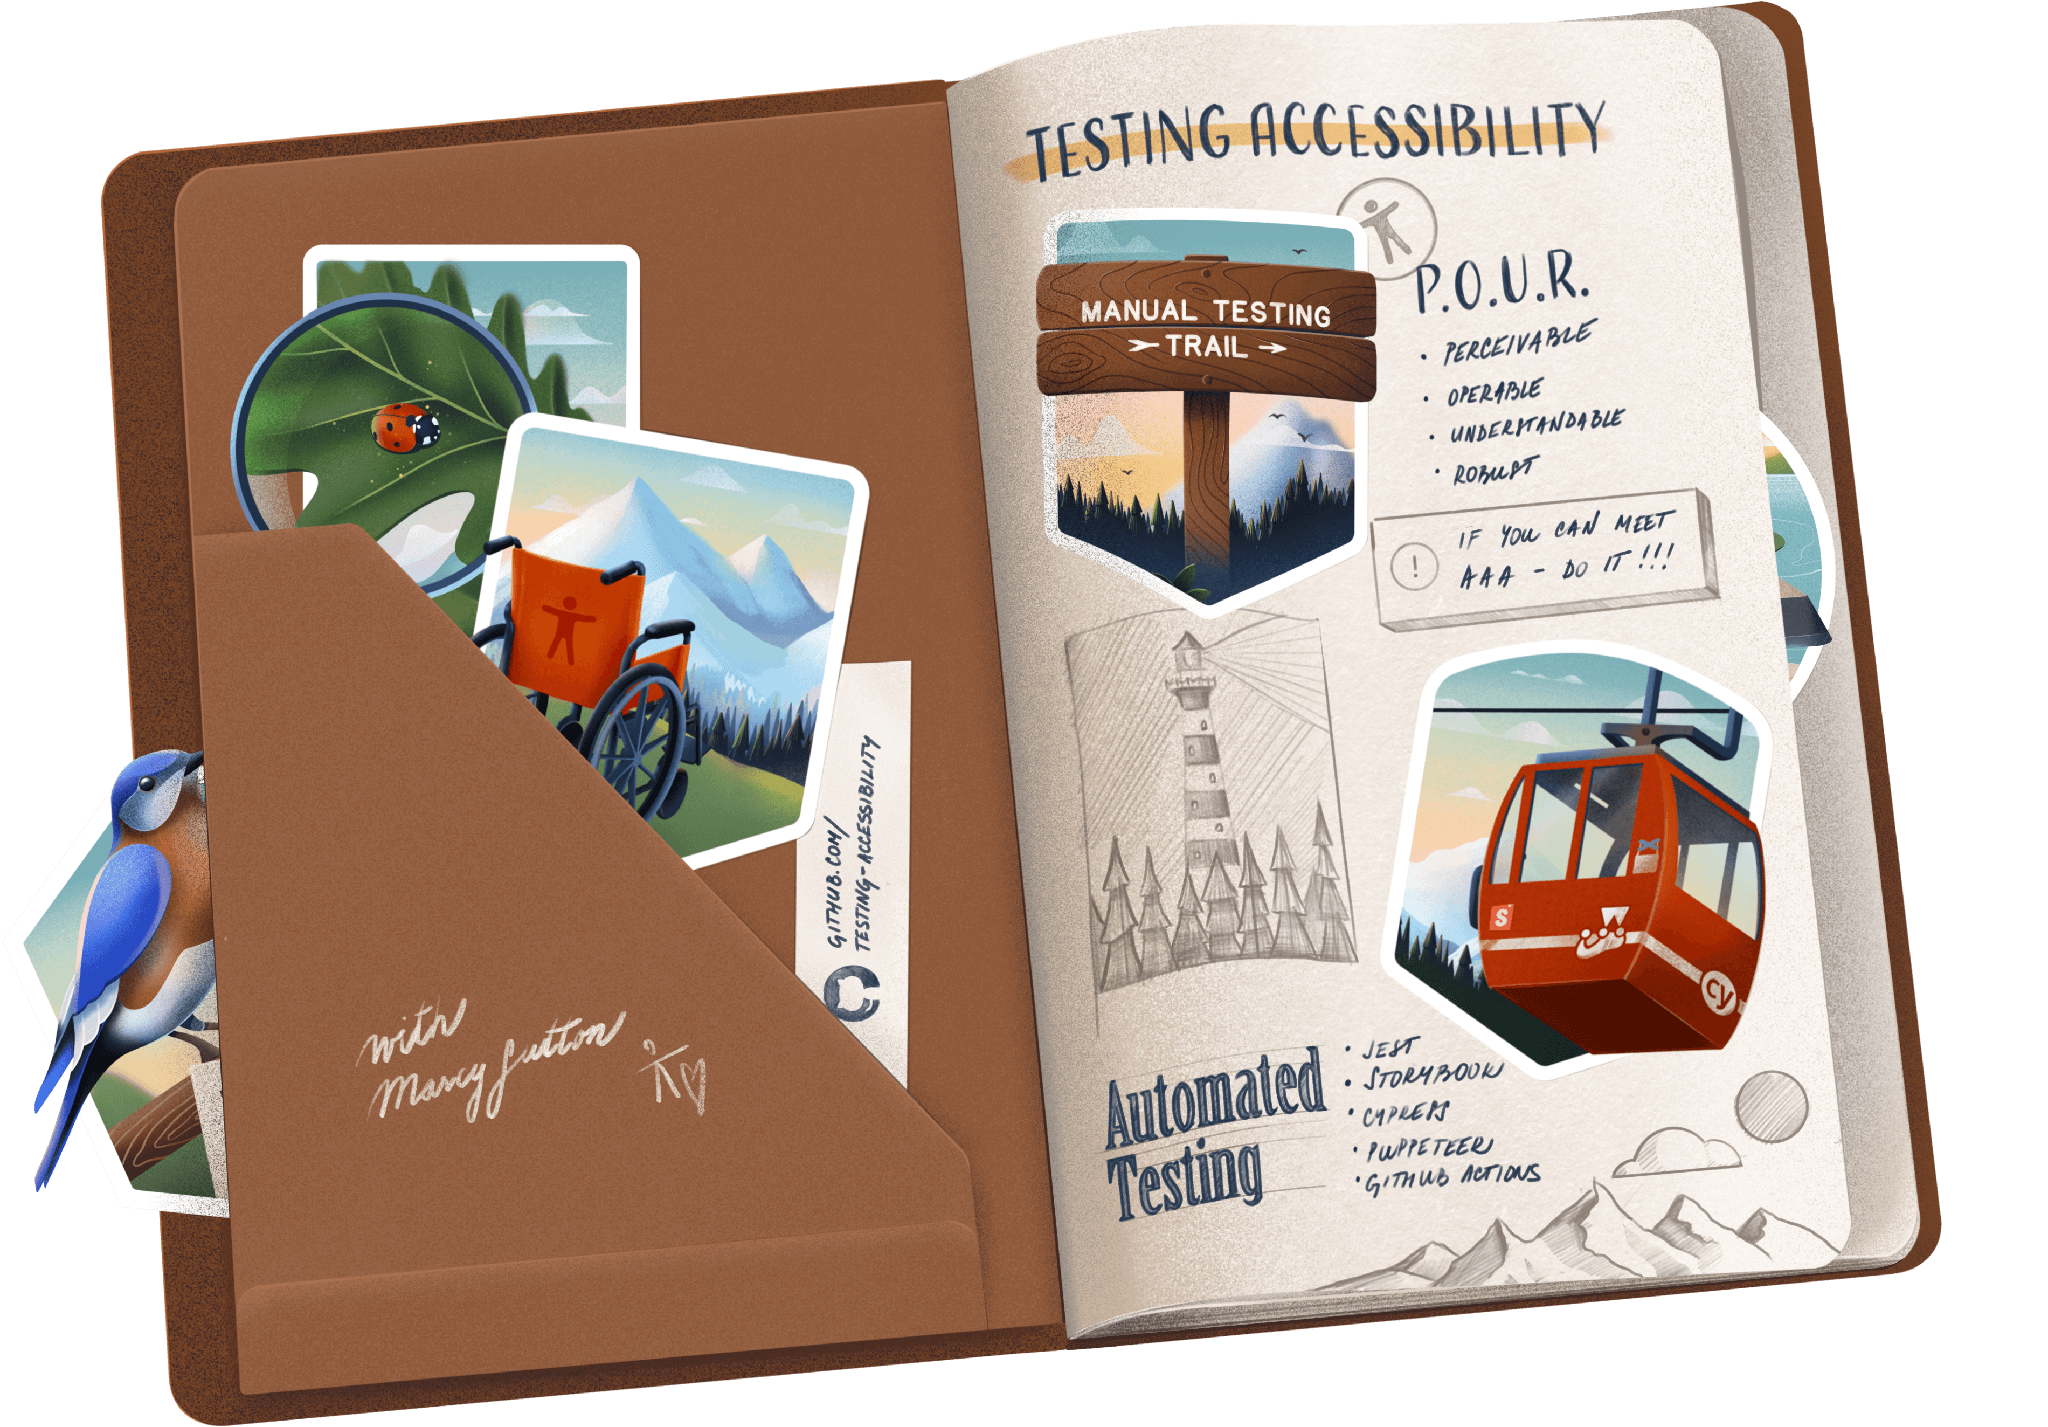 with
Marcy Sutton
GITHUB.COM/
TESTING-ACCESSIBILITY
TESTING ACCESSIBILITY
MANUAL TESTING
TRAIL
P.O.U.R.
• PERCEIVABLE
• OPERABLE
• UNDERSTANDABLE
• ROBUST
! IF YOU CAN MEET
AAA - DO IT!!!
S
cy
Automated
Testing
• JEST
• STORYBOOK
• CYPRESS
• PUPPETEER
• GITHUB ACTIONS